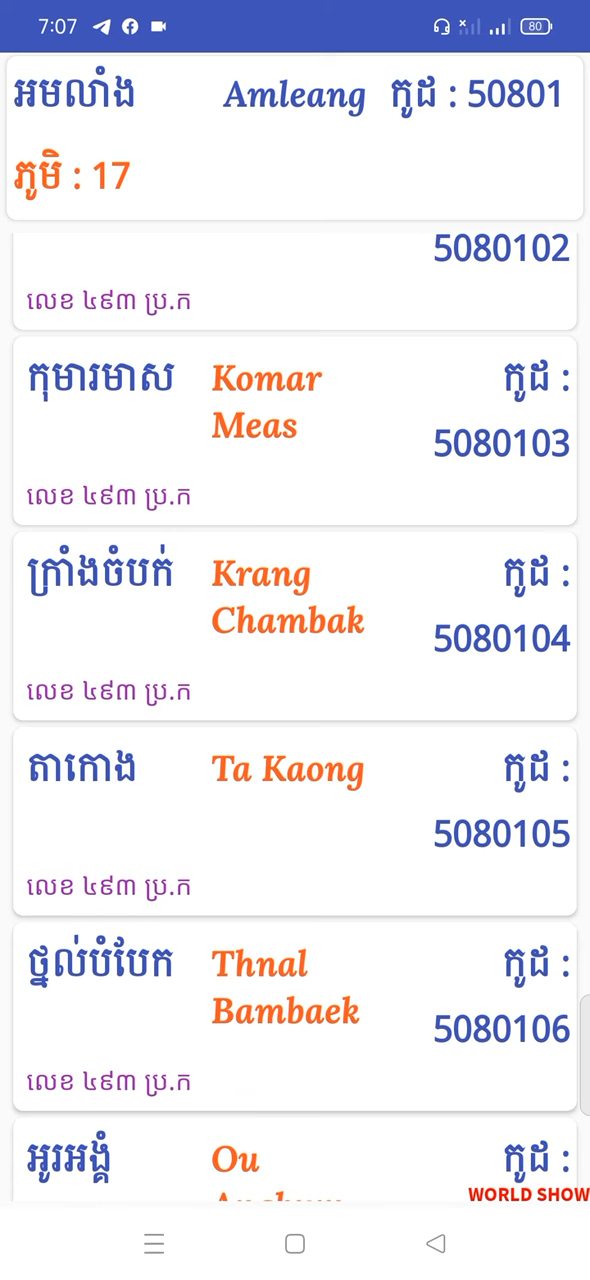 7:07 80
អមលាំង Amleang កូដ : 50801
ភូមិ : 17
5080102
លេខ ៤៩៣ ប្រ.ក
កុមារមាស Komar Meas កូដ : 5080103
លេខ ៤៩៣ ប្រ.ក
ក្រាំងចំបក់ Krang Chambak កូដ : 5080104
លេខ ៤៩៣ ប្រ.ក
តាកោង Ta Kaong កូដ : 5080105
លេខ ៤៩៣ ប្រ.ក
ថ្នល់បំបែក Thnal Bambaek កូដ : 5080106
លេខ ៤៩៣ ប្រ.ក
អូរអង្គំ Ou កូដ :
WORLD SHOW